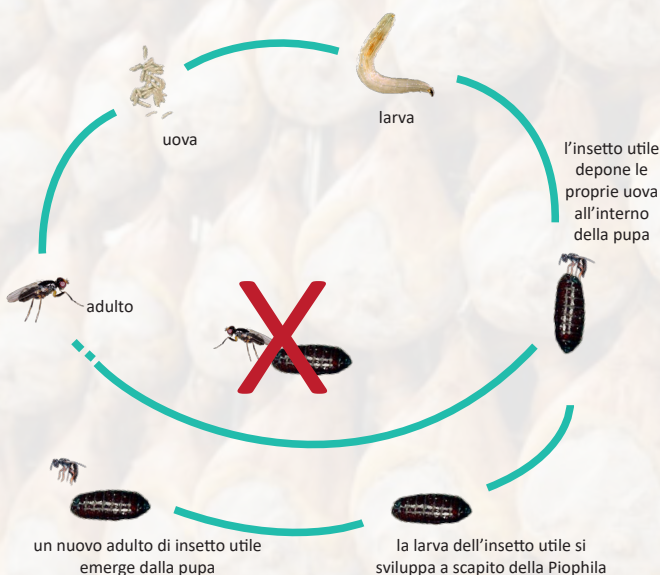 uova
larva
l’insetto utile
depone le
proprie uova
all’interno
della pupa
adulto
un nuovo adulto di insetto utile
emerge dalla pupa
la larva dell’insetto utile si
sviluppa a scapito della Piophila